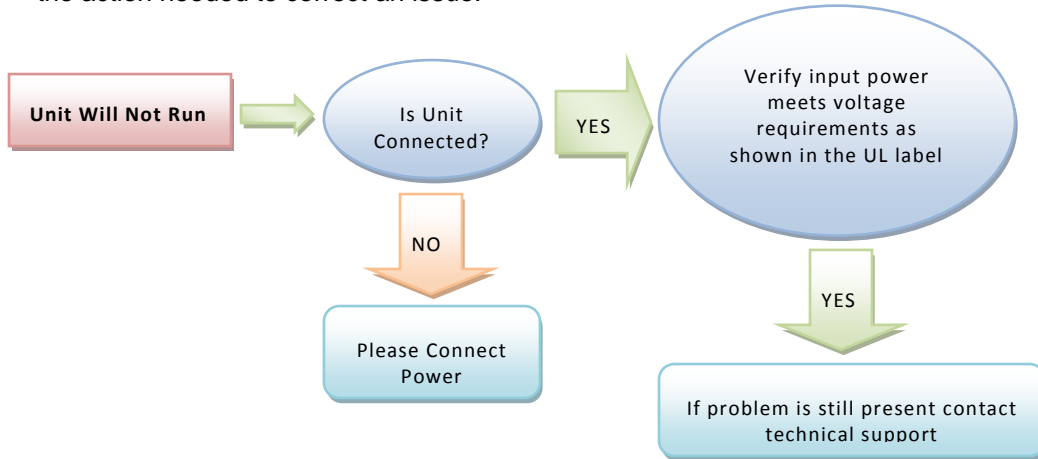 the action needed to correct an issue.
Unit Will Not Run
Is Unit
Connected?
YES
Verify input power
meets voltage
requirements as
shown in the UL label
NO
YES
Please Connect
Power
If problem is still present contact
technical support